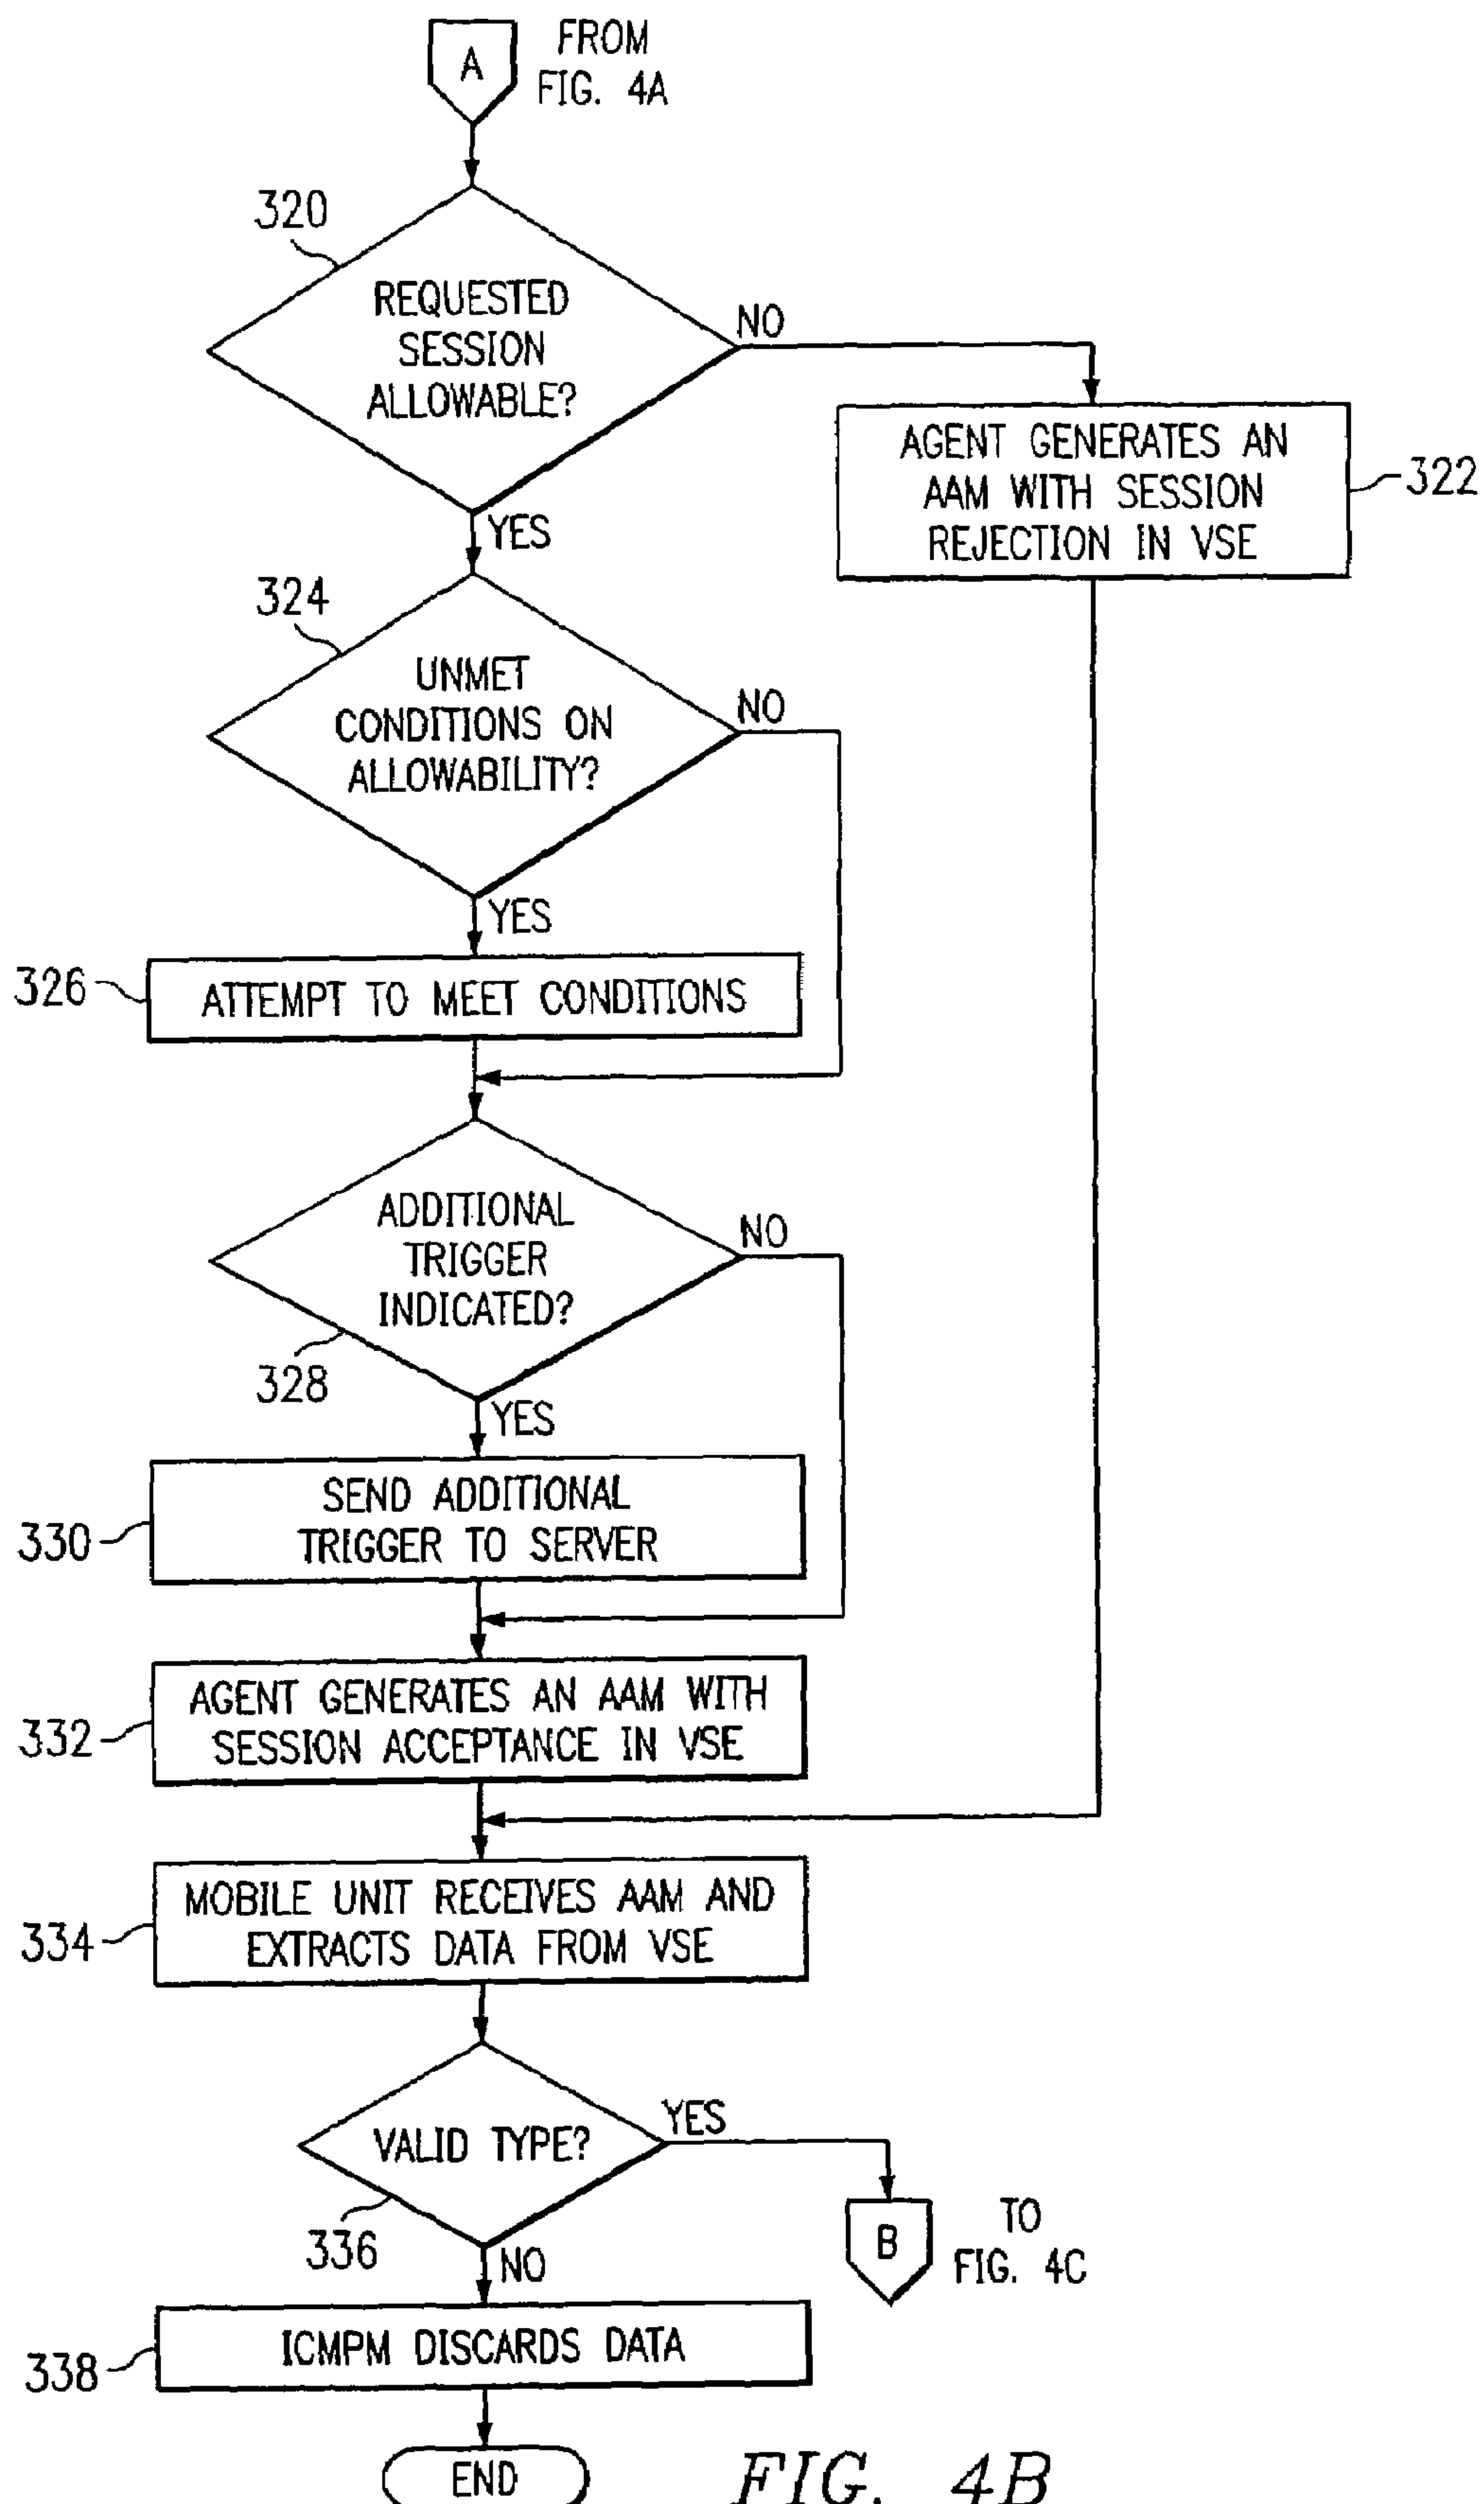 A
FROM
FIG. 4A
320
REQUESTED
SESSION
ALLOWABLE?
NO
YES
AGENT GENERATES AN
AAM WITH SESSION
REJECTION IN VSE
322
324
UNMET
CONDITIONS ON
ALLOWABILITY?
NO
YES
326
ATTEMPT TO MEET CONDITIONS
ADDITIONAL
TRIGGER
INDICATED?
NO
328
YES
SEND ADDITIONAL
TRIGGER TO SERVER
330
AGENT GENERATES AN AAM WITH
SESSION ACCEPTANCE IN VSE
332
MOBILE UNIT RECEIVES AAM AND
EXTRACTS DATA FROM VSE
334
VALID TYPE?
YES
336
NO
B
TO
FIG. 4C
ICMPM DISCARDS DATA
338
END
FIG. 4B